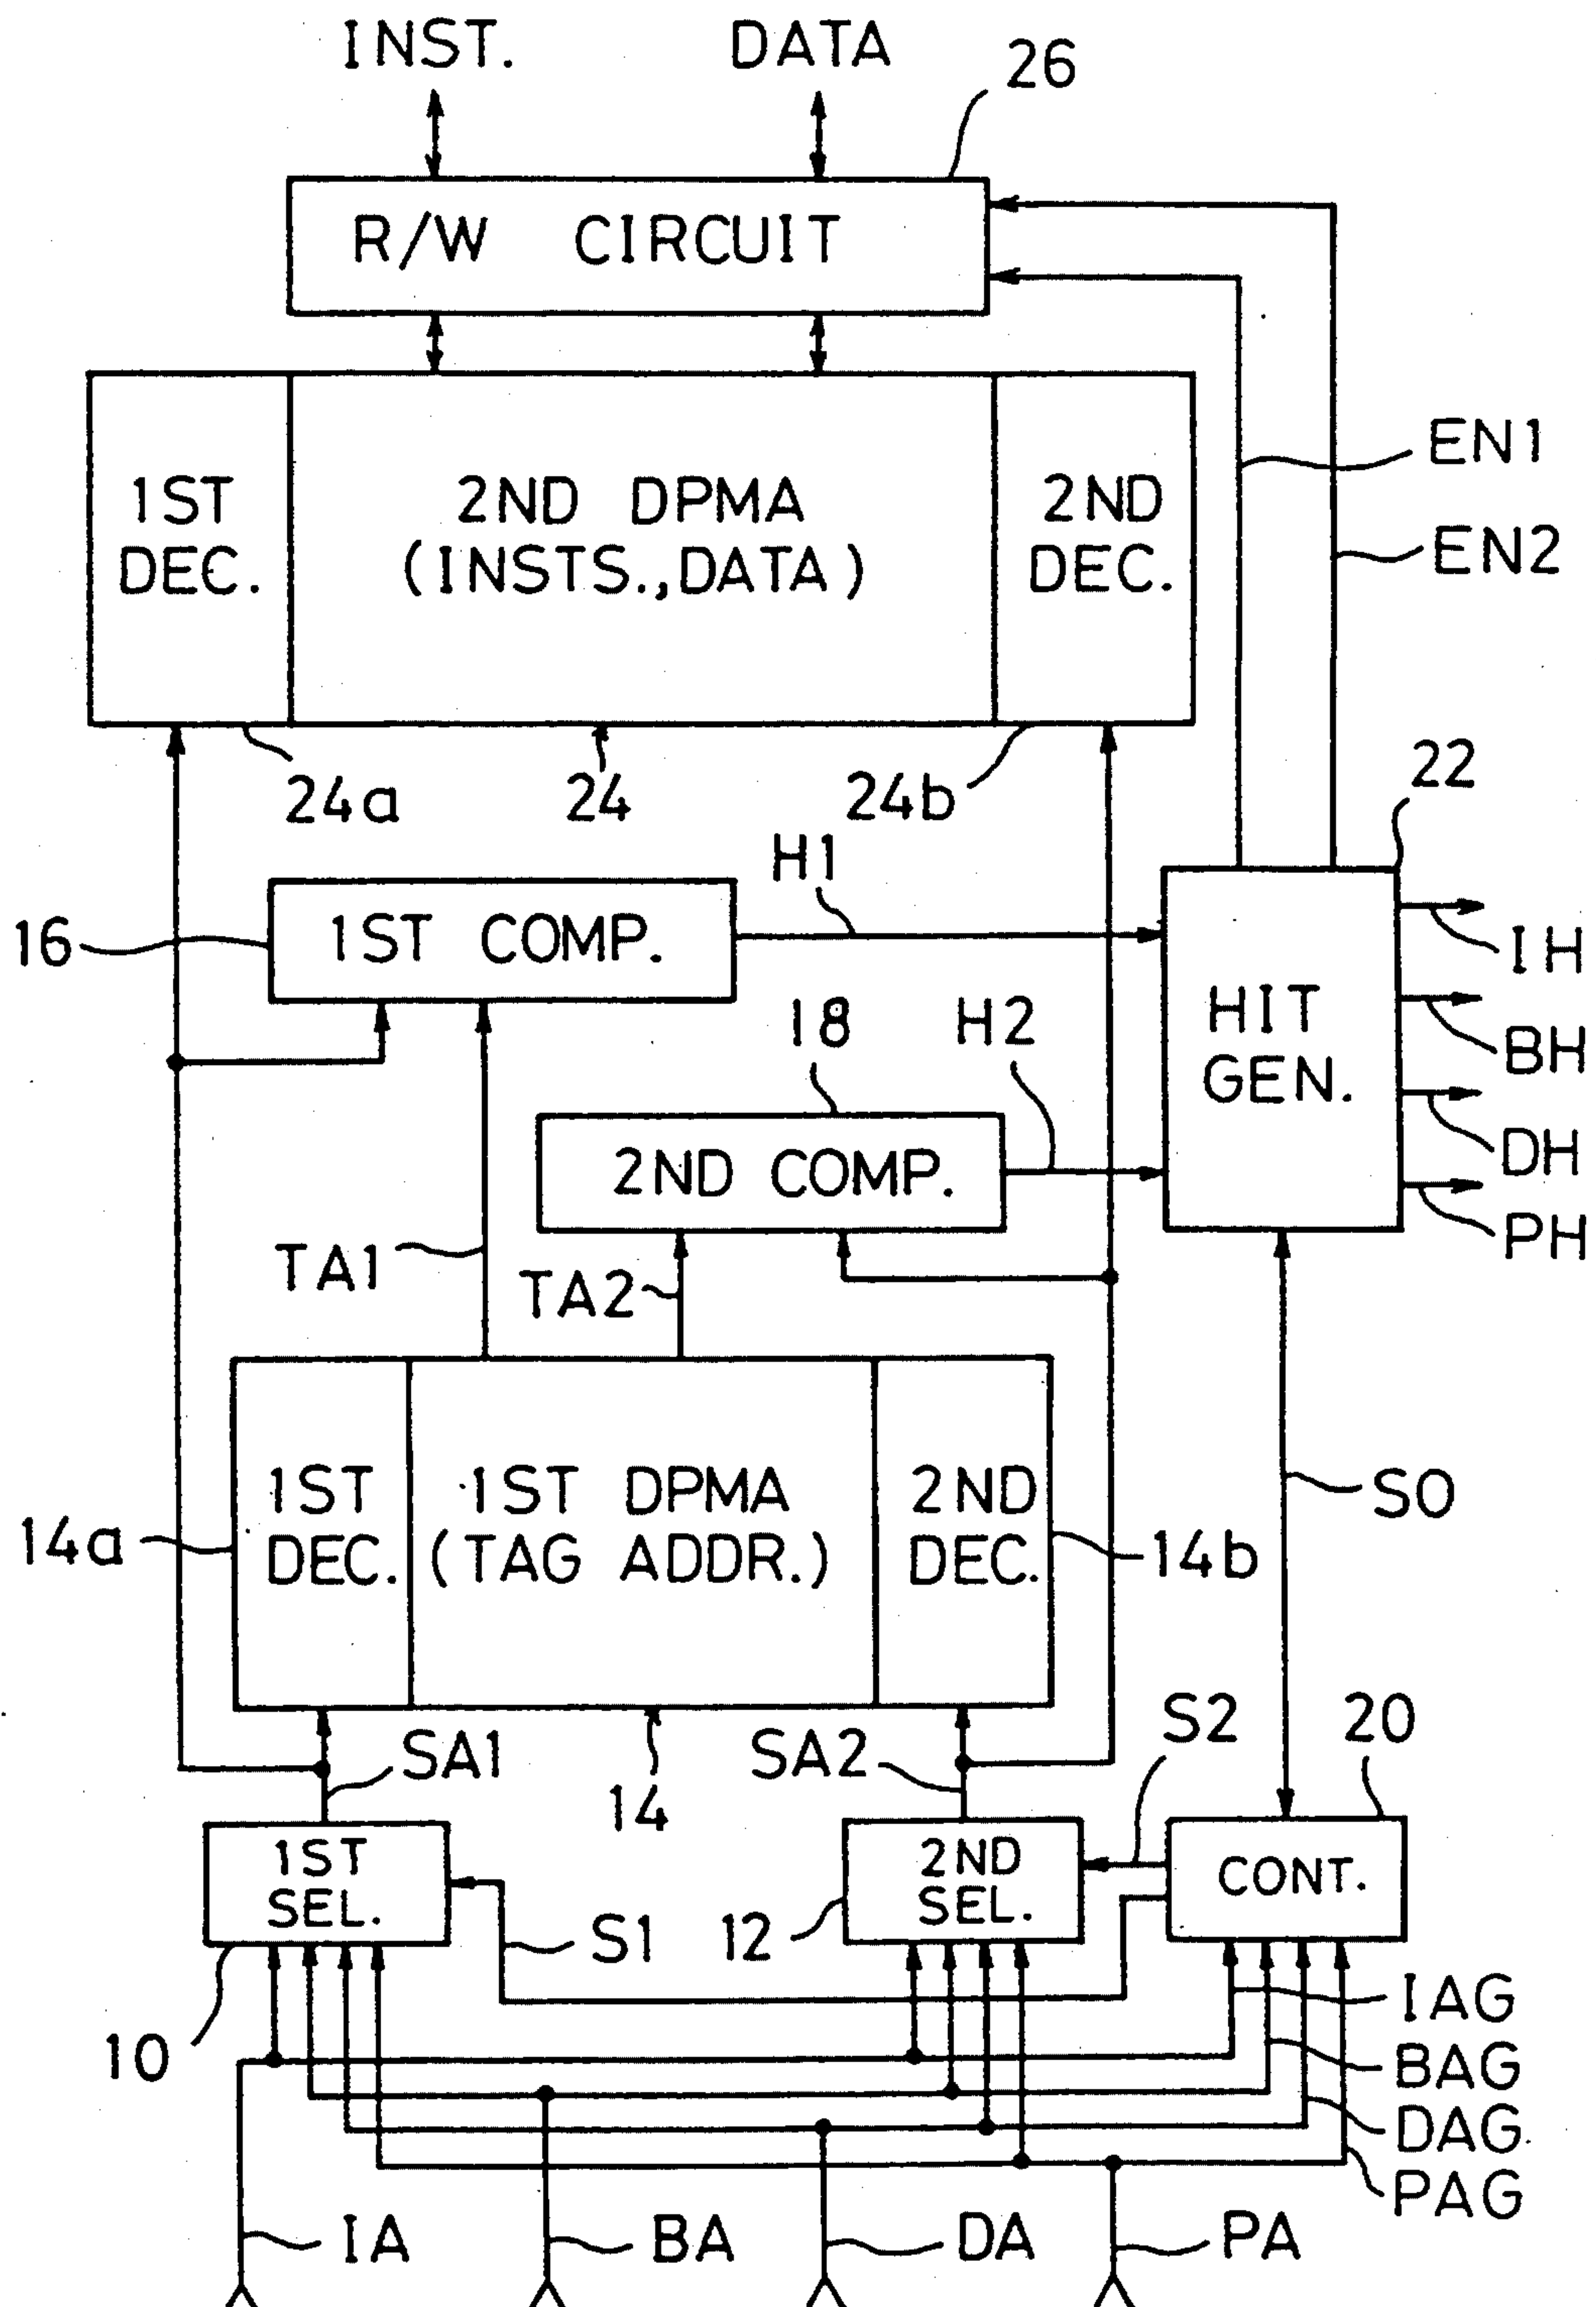 INST.
DATA
26
R/W CIRCUIT
EN1
EN2
1ST
DEC.
2ND DPMA
(INSTS.,DATA)
2ND
DEC.
24a
24
24b
22
H1
16
1ST COMP.
IH
BH
DH
PH
HIT
GEN.
18
H2
2ND COMP.
TA1
TA2
14a
1ST
DEC.
1ST DPMA
(TAG ADDR.)
2ND
DEC.
14b
SO
SA1
14
SA2
S2
20
1ST
SEL.
S1
12
2ND
SEL.
CONT.
10
IAG
BAG
DAG
PAG
IA
BA
DA
PA